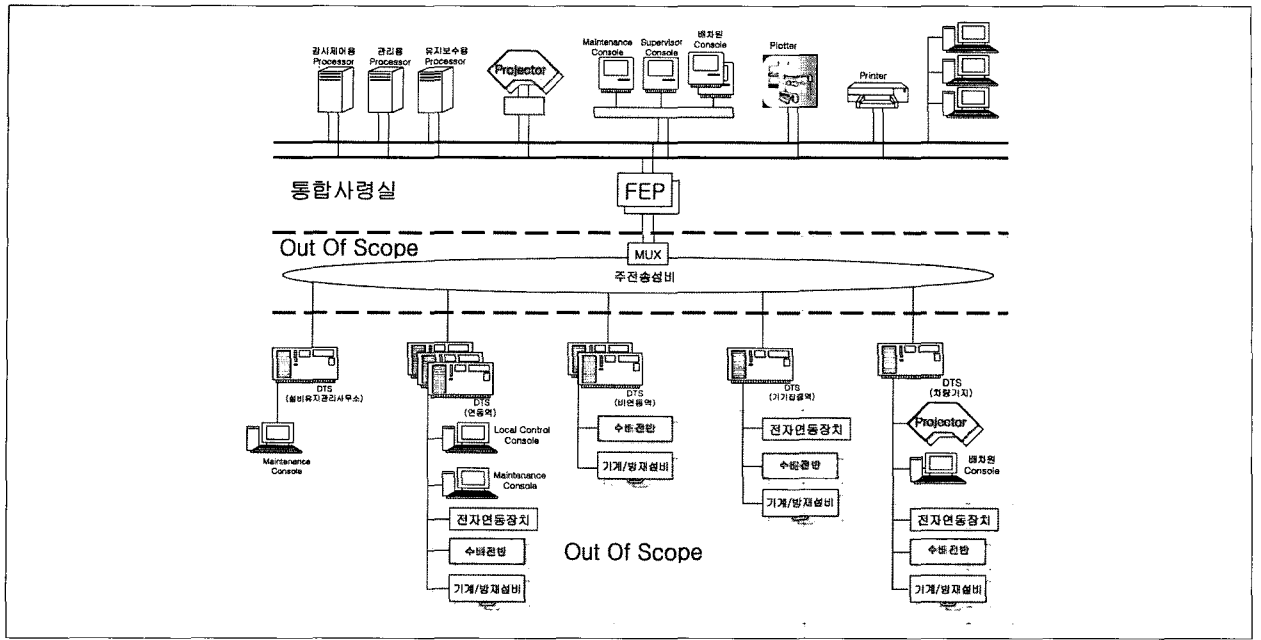 감시제어용
Processor
관리용
Processor
유지보수용
Processor
Projector
Maintenance
Console
Supervisor
Console
배차원
Console
Plotter
Printer
통합사령실
FEP
Out Of Scope
MUX
주전송설비
DTS
(설비유지관리사무소)
Maintenance
Console
DTS
(연동역)
Local Control
Console
Maintenance
Console
전자연동장치
수배전반
기계/방재설비
DTS
(비연동역)
수배전반
기계/방재설비
Out Of Scope
DTS
(기기집중역)
전자연동장치
수배전반
기계/방재설비
DTS
(차량기지)
Projector
배차원
Console
전자연동장치
수배전반
기계/방재설비